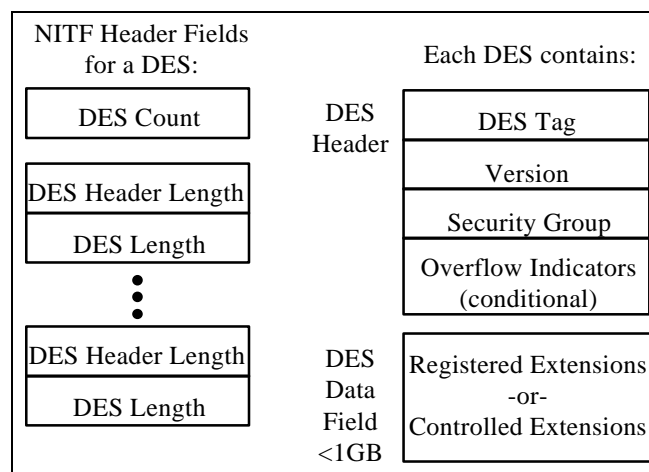 NITF Header Fields
for a DES:
DES Count
DES Header Length
DES Length
DES Header Length
DES Length
Each DES contains:
DES
Header
DES Tag
Version
Security Group
Overflow Indicators
(conditional)
DES
Data
Field
<1GB
Registered Extensions
-or-
Controlled Extensions